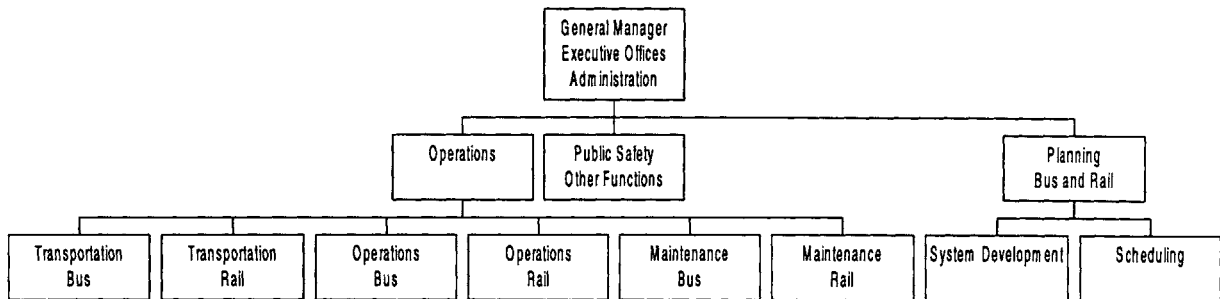 General Manager
Executive Offices
Administration
Operations
Public Safety
Other Functions
Planning
Bus and Rail
Transportation
Bus
Transportation
Rail
Operations
Bus
Operations
Rail
Maintenance
Bus
Maintenance
Rail
System Development
Scheduling